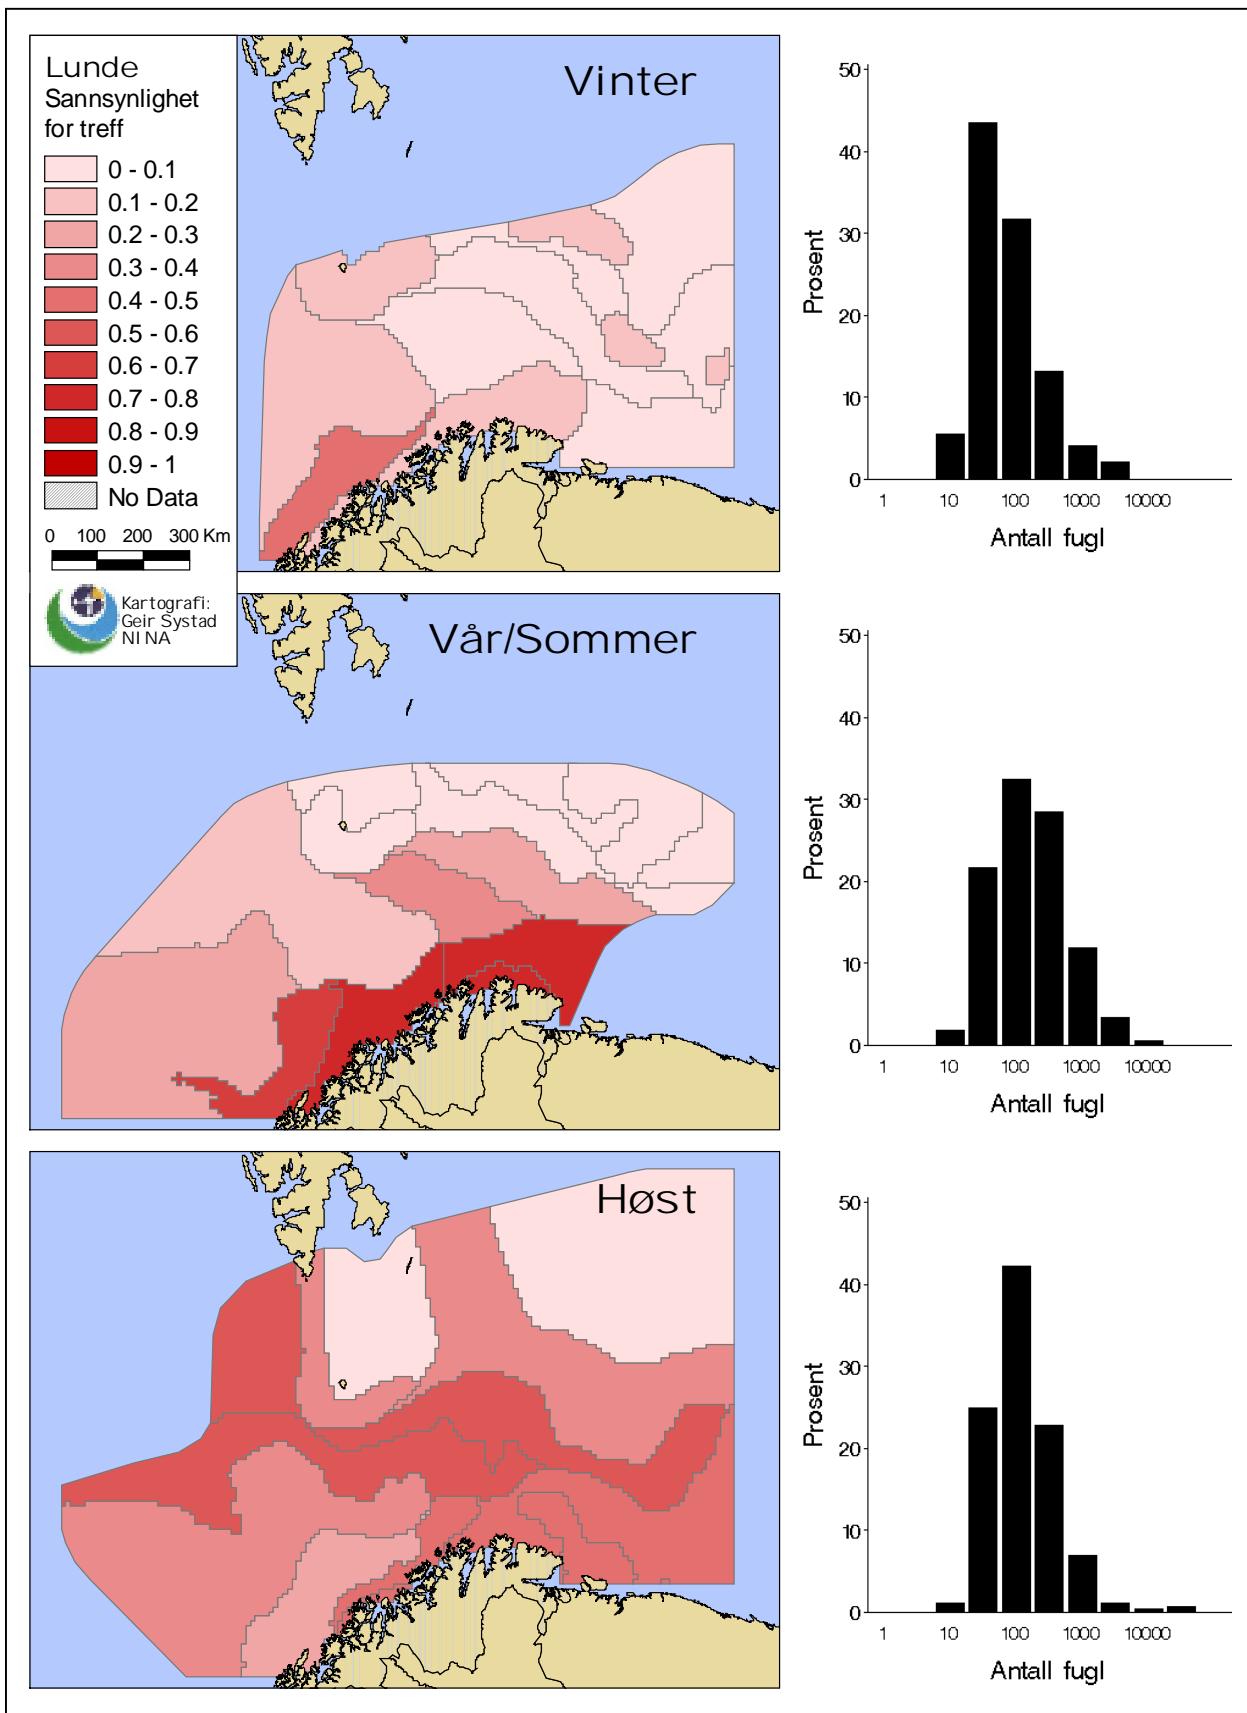 Lunde
Sannsynlighet
for treff
0 - 0.1
0.1 - 0.2
0.2 - 0.3
0.3 - 0.4
0.4 - 0.5
0.5 - 0.6
0.6 - 0.7
0.7 - 0.8
0.8 - 0.9
0.9 - 1
No Data
0 100 200 300 Km
Kartografi:
Geir Systad
NINA
Vinter
50
40
30
20
10
0
Prosent
1 10 100 1000 10000
Antall fugl
Vår/Sommer
50
40
30
20
10
0
Prosent
1 10 100 1000 10000
Antall fugl
Høst
50
40
30
20
10
0
Prosent
1 10 100 1000 10000
Antall fugl